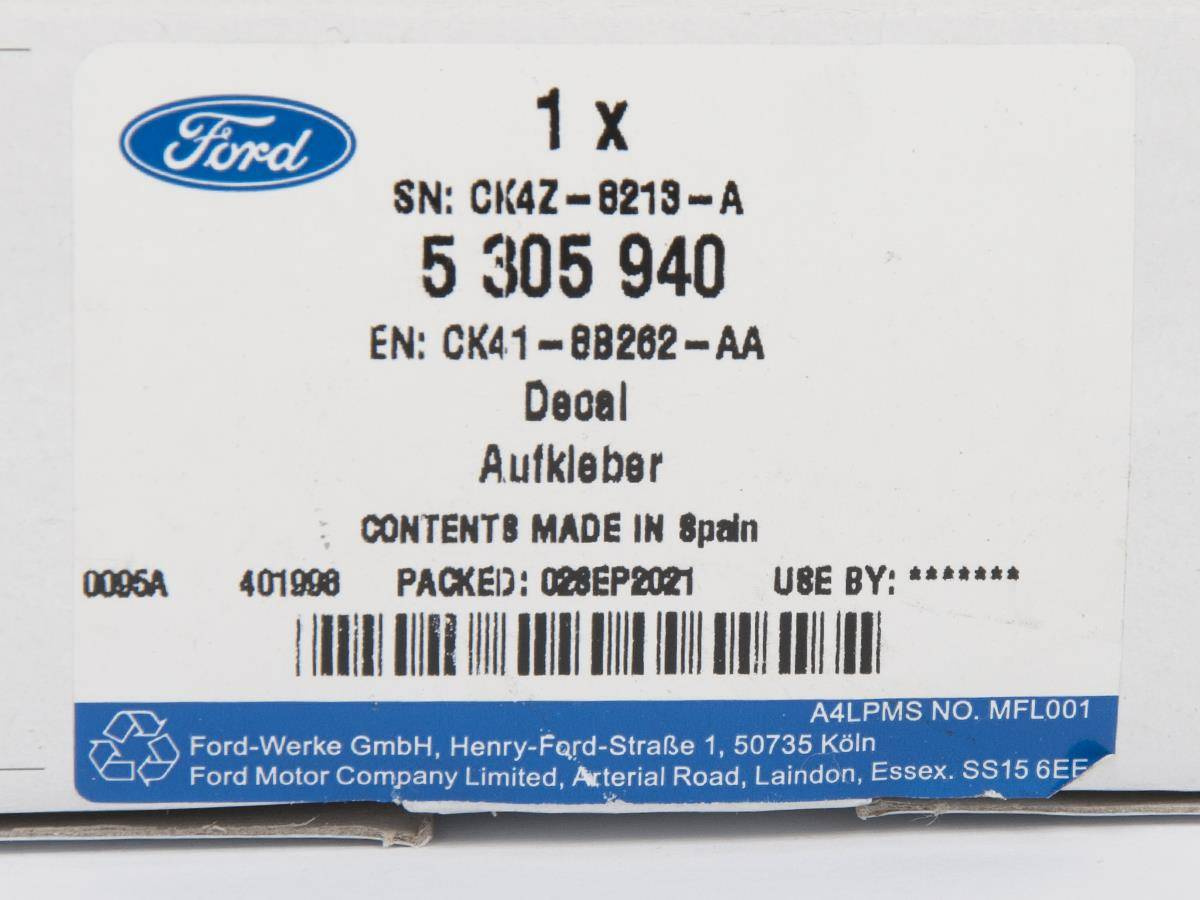 Ford
1 x
SN: CK4Z-8213-A
5 305 940
EN: CK41-8B262-AA
Decal
Aufkleber
CONTENTS MADE IN Spain
0095A 401996 PACKED: 02SEP2021 USE BY: *******
A4LPMS NO. MFL001
Ford-Werke GmbH, Henry-Ford-Straße 1, 50735 Köln
Ford Motor Company Limited, Arterial Road, Laindon, Essex. SS15 6EE